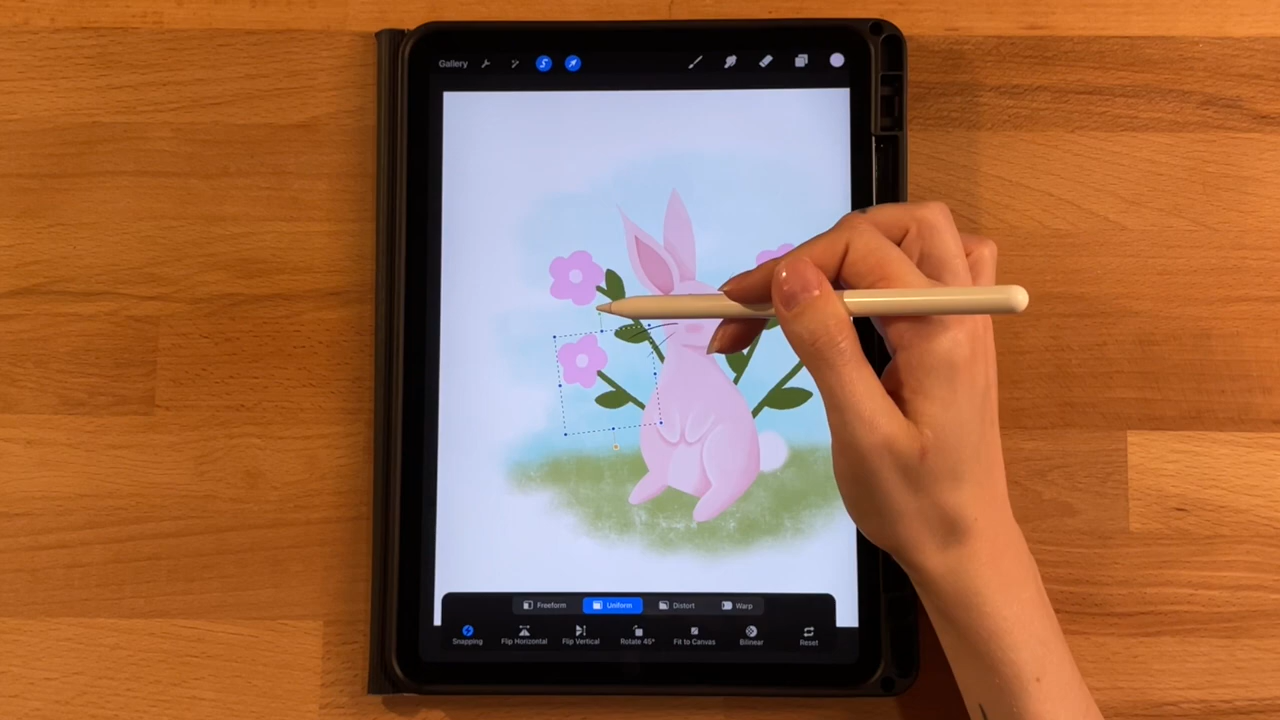 Gallery
Freeform Uniform Distort Warp
Snapping Flip Horizontal Flip Vertical Rotate 45° Fit to Canvas Bilinear Reset